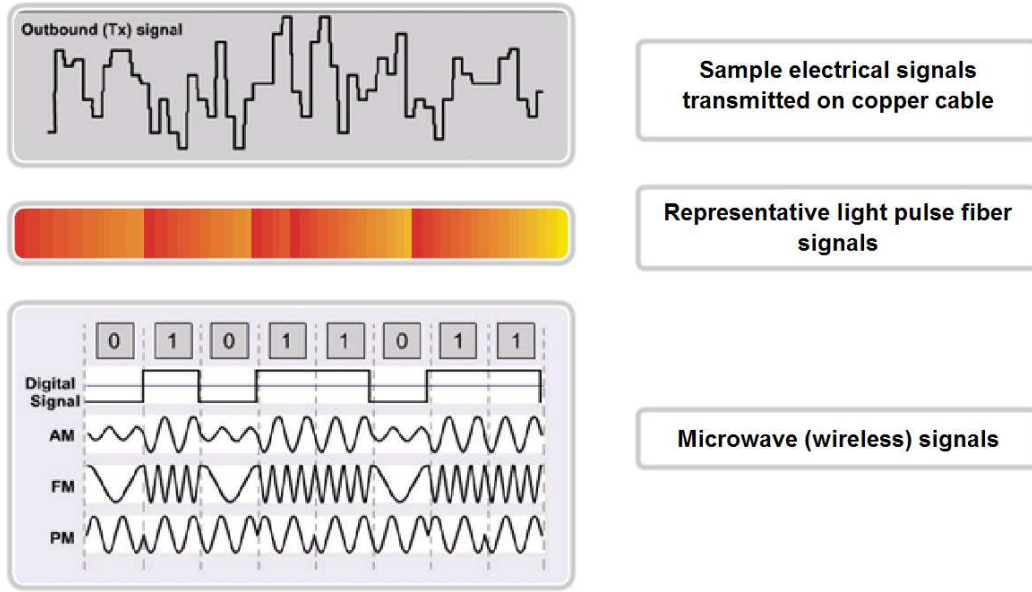 Outbound (Tx) signal
Sample electrical signals
transmitted on copper cable
Representative light pulse fiber
signals
0 1 0 1 1 0 1 1
Digital
Signal
AM
FM
PM
Microwave (wireless) signals